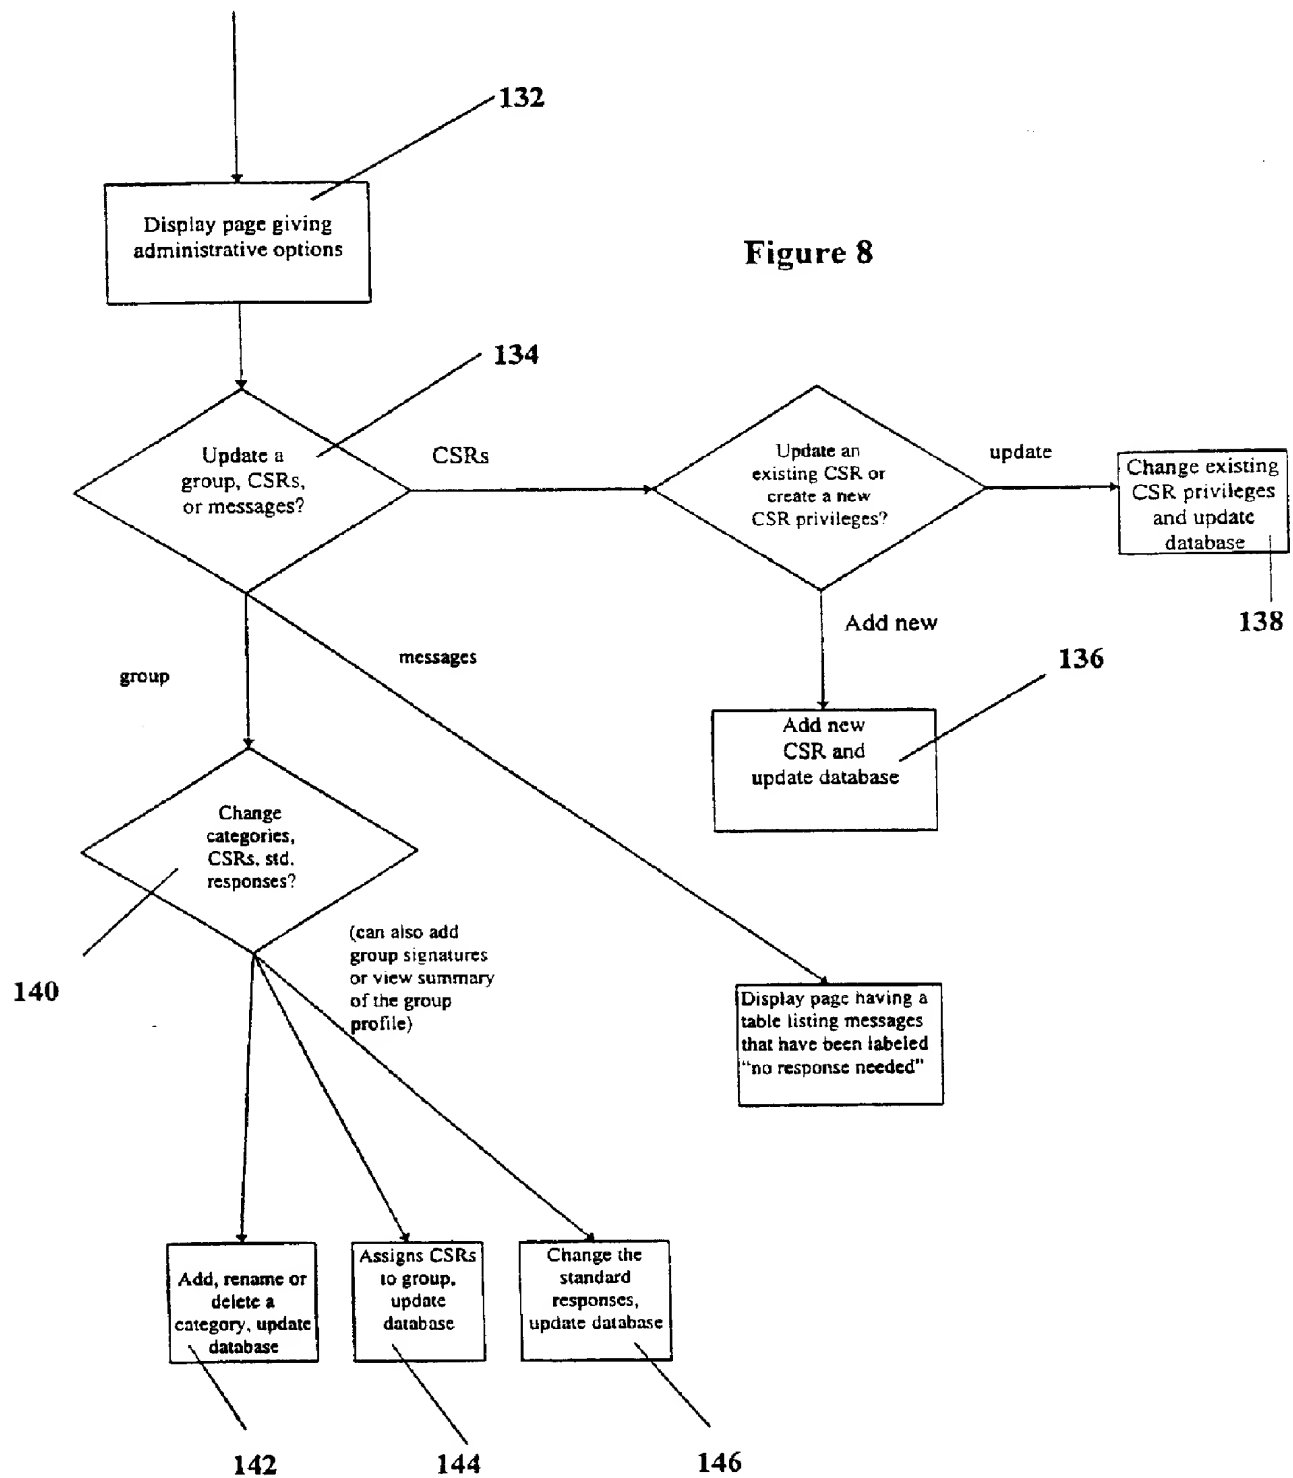 132
Display page giving
administrative options
Figure 8
134
Update a
group, CSRs,
or messages?
CSRs
Update an
existing CSR or
create a new
CSR privileges?
update
Change existing
CSR privileges
and update
database
138
Add new
136
Add new
CSR and
update database
group
messages
Change
categories,
CSRs, std.
responses?
140
(can also add
group signatures
or view summary
of the group
profile)
Display page having a
table listing messages
that have been labeled
"no response needed"
Add, rename or
delete a
category, update
database
Assigns CSRs
to group,
update
database
Change the
standard
responses,
update database
142
144
146